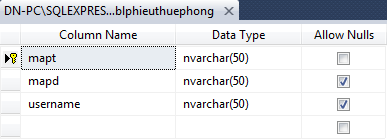 DN-PC\SQLEXPRES...blphieuthuephong
Column Name Data Type Allow Nulls
mapt nvarchar(50)
mapd nvarchar(50)
username nvarchar(50)